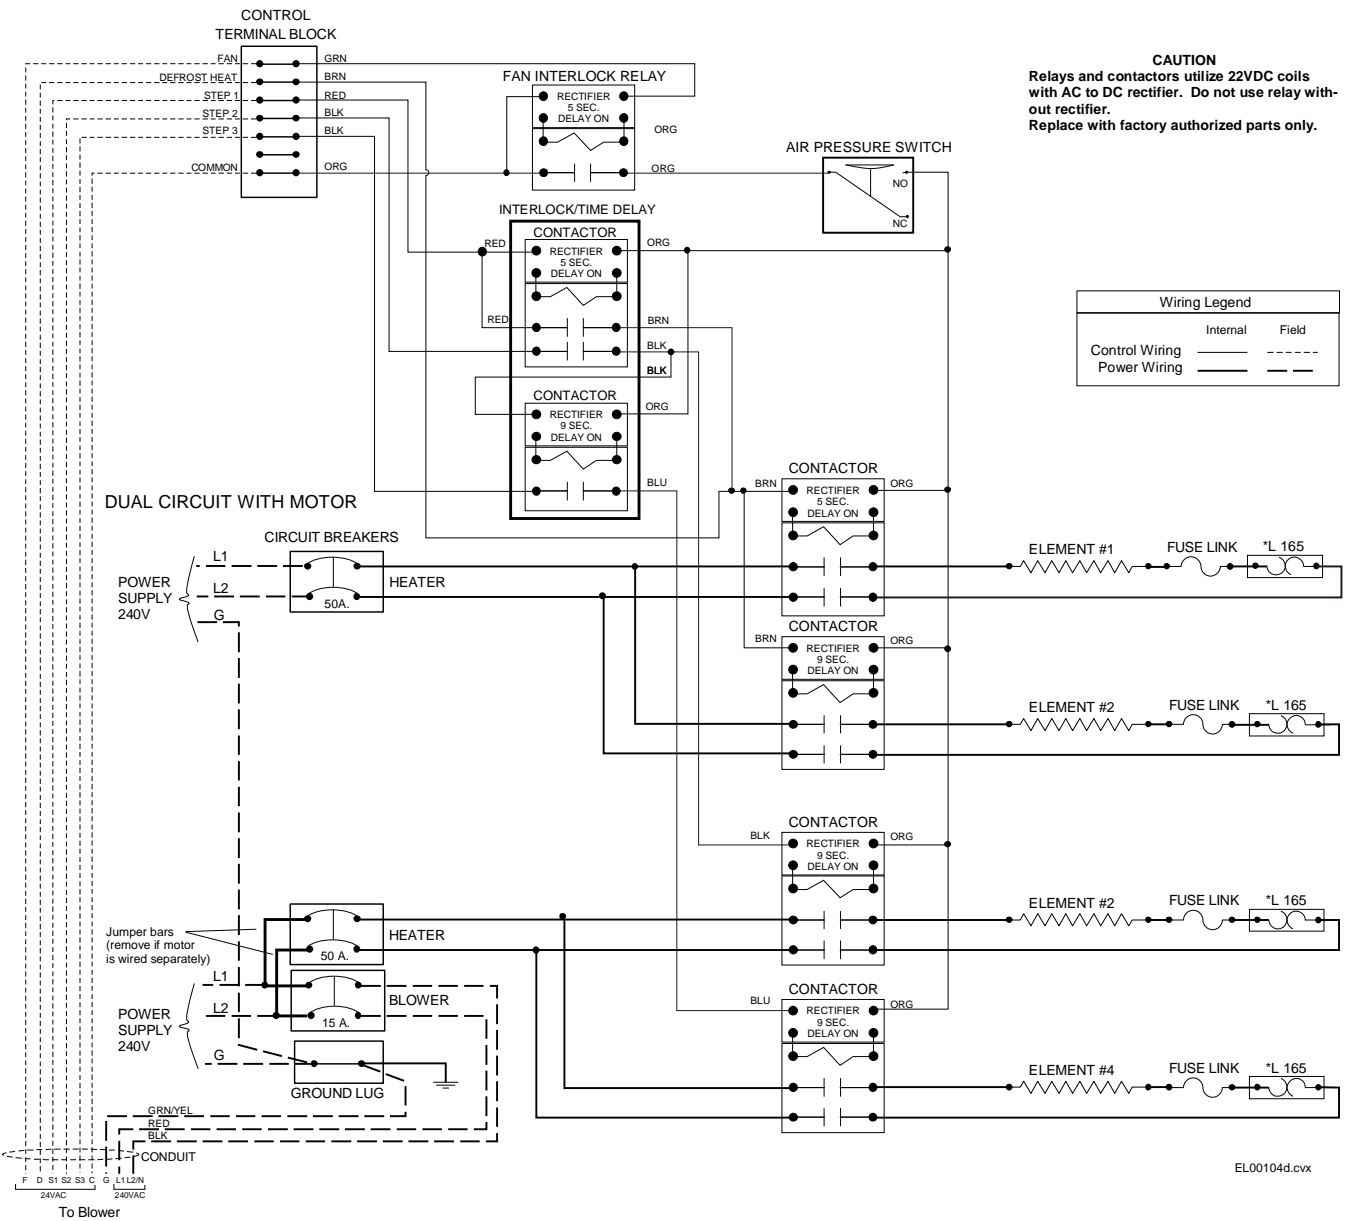 CONTROL
TERMINAL BLOCK
FAN
GRN
DEFROST HEAT
BRN
STEP 1
RED
STEP 2
BLK
STEP 3
BLK
COMMON
ORG
FAN INTERLOCK RELAY
RECTIFIER
5 SEC.
DELAY ON
ORG
ORG
CAUTION
Relays and contactors utilize 22VDC coils
with AC to DC rectifier.  Do not use relay with-
out rectifier.
Replace with factory authorized parts only.
AIR PRESSURE SWITCH
NO
NC
INTERLOCK/TIME DELAY
CONTACTOR
RED
RECTIFIER
5 SEC.
DELAY ON
ORG
RED
BRN
BLK
BLK
CONTACTOR
RECTIFIER
9 SEC.
DELAY ON
ORG
BLU
Wiring Legend
Internal Field
Control Wiring
Power Wiring
DUAL CIRCUIT WITH MOTOR
CIRCUIT BREAKERS
L1
L2
G
POWER
SUPPLY
240V
50A.
HEATER
CONTACTOR
BRN
RECTIFIER
5 SEC.
DELAY ON
ORG
ELEMENT #1
FUSE LINK
*L 165
CONTACTOR
BRN
RECTIFIER
9 SEC.
DELAY ON
ORG
ELEMENT #2
FUSE LINK
*L 165
CONTACTOR
BLK
RECTIFIER
9 SEC.
DELAY ON
ORG
ELEMENT #2
FUSE LINK
*L 165
Jumper bars
(remove if motor
is wired separately)
HEATER
50 A.
L1
L2
G
POWER
SUPPLY
240V
BLOWER
15 A.
GROUND LUG
CONTACTOR
BLU
RECTIFIER
9 SEC.
DELAY ON
ORG
ELEMENT #4
FUSE LINK
*L 165
GRN/YEL
RED
BLK
CONDUIT
F D S1 S2 S3 C G L1 L2/N
24VAC 240VAC
To Blower
EL00104d.cvx